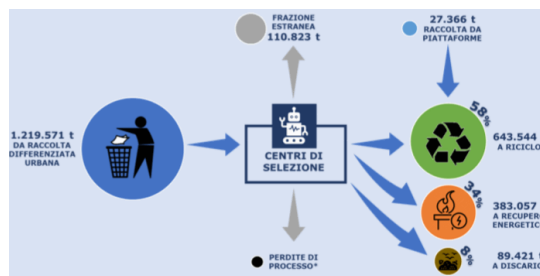 FRAZIONE
ESTRANEA
110.823 t
27.366 t
RACCOLTA DA
PIATTAFORME
1.219.571 t
DA RACCOLTA
DIFFERENZIATA
URBANA
CENTRI DI
SELEZIONE
58%
643.544
A RICICLO
34%
383.057
A RECUPERO
ENERGETIC
8%
89.421 t
A DISCARIC
PERDITE DI
PROCESSO*